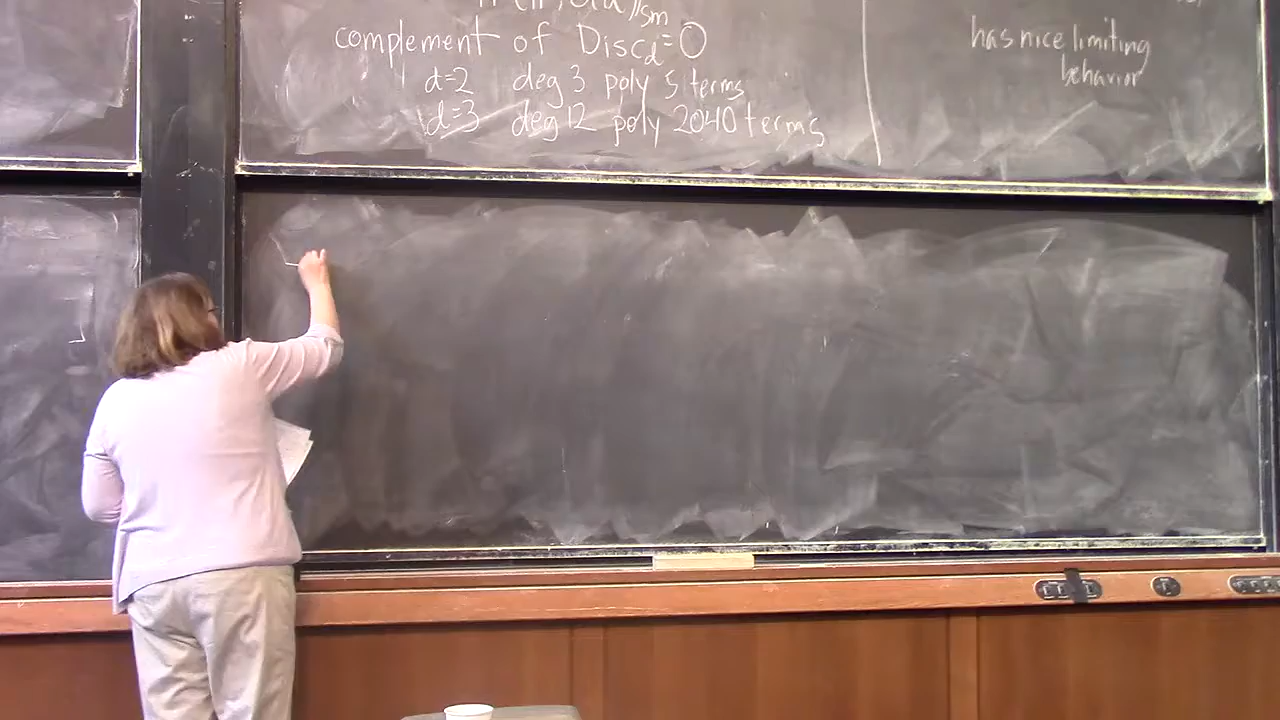 complement of Disc_d=0
d=2 deg 3 poly 5 terms
d=3 deg 12 poly 2040 terms
has nice limiting
behavior